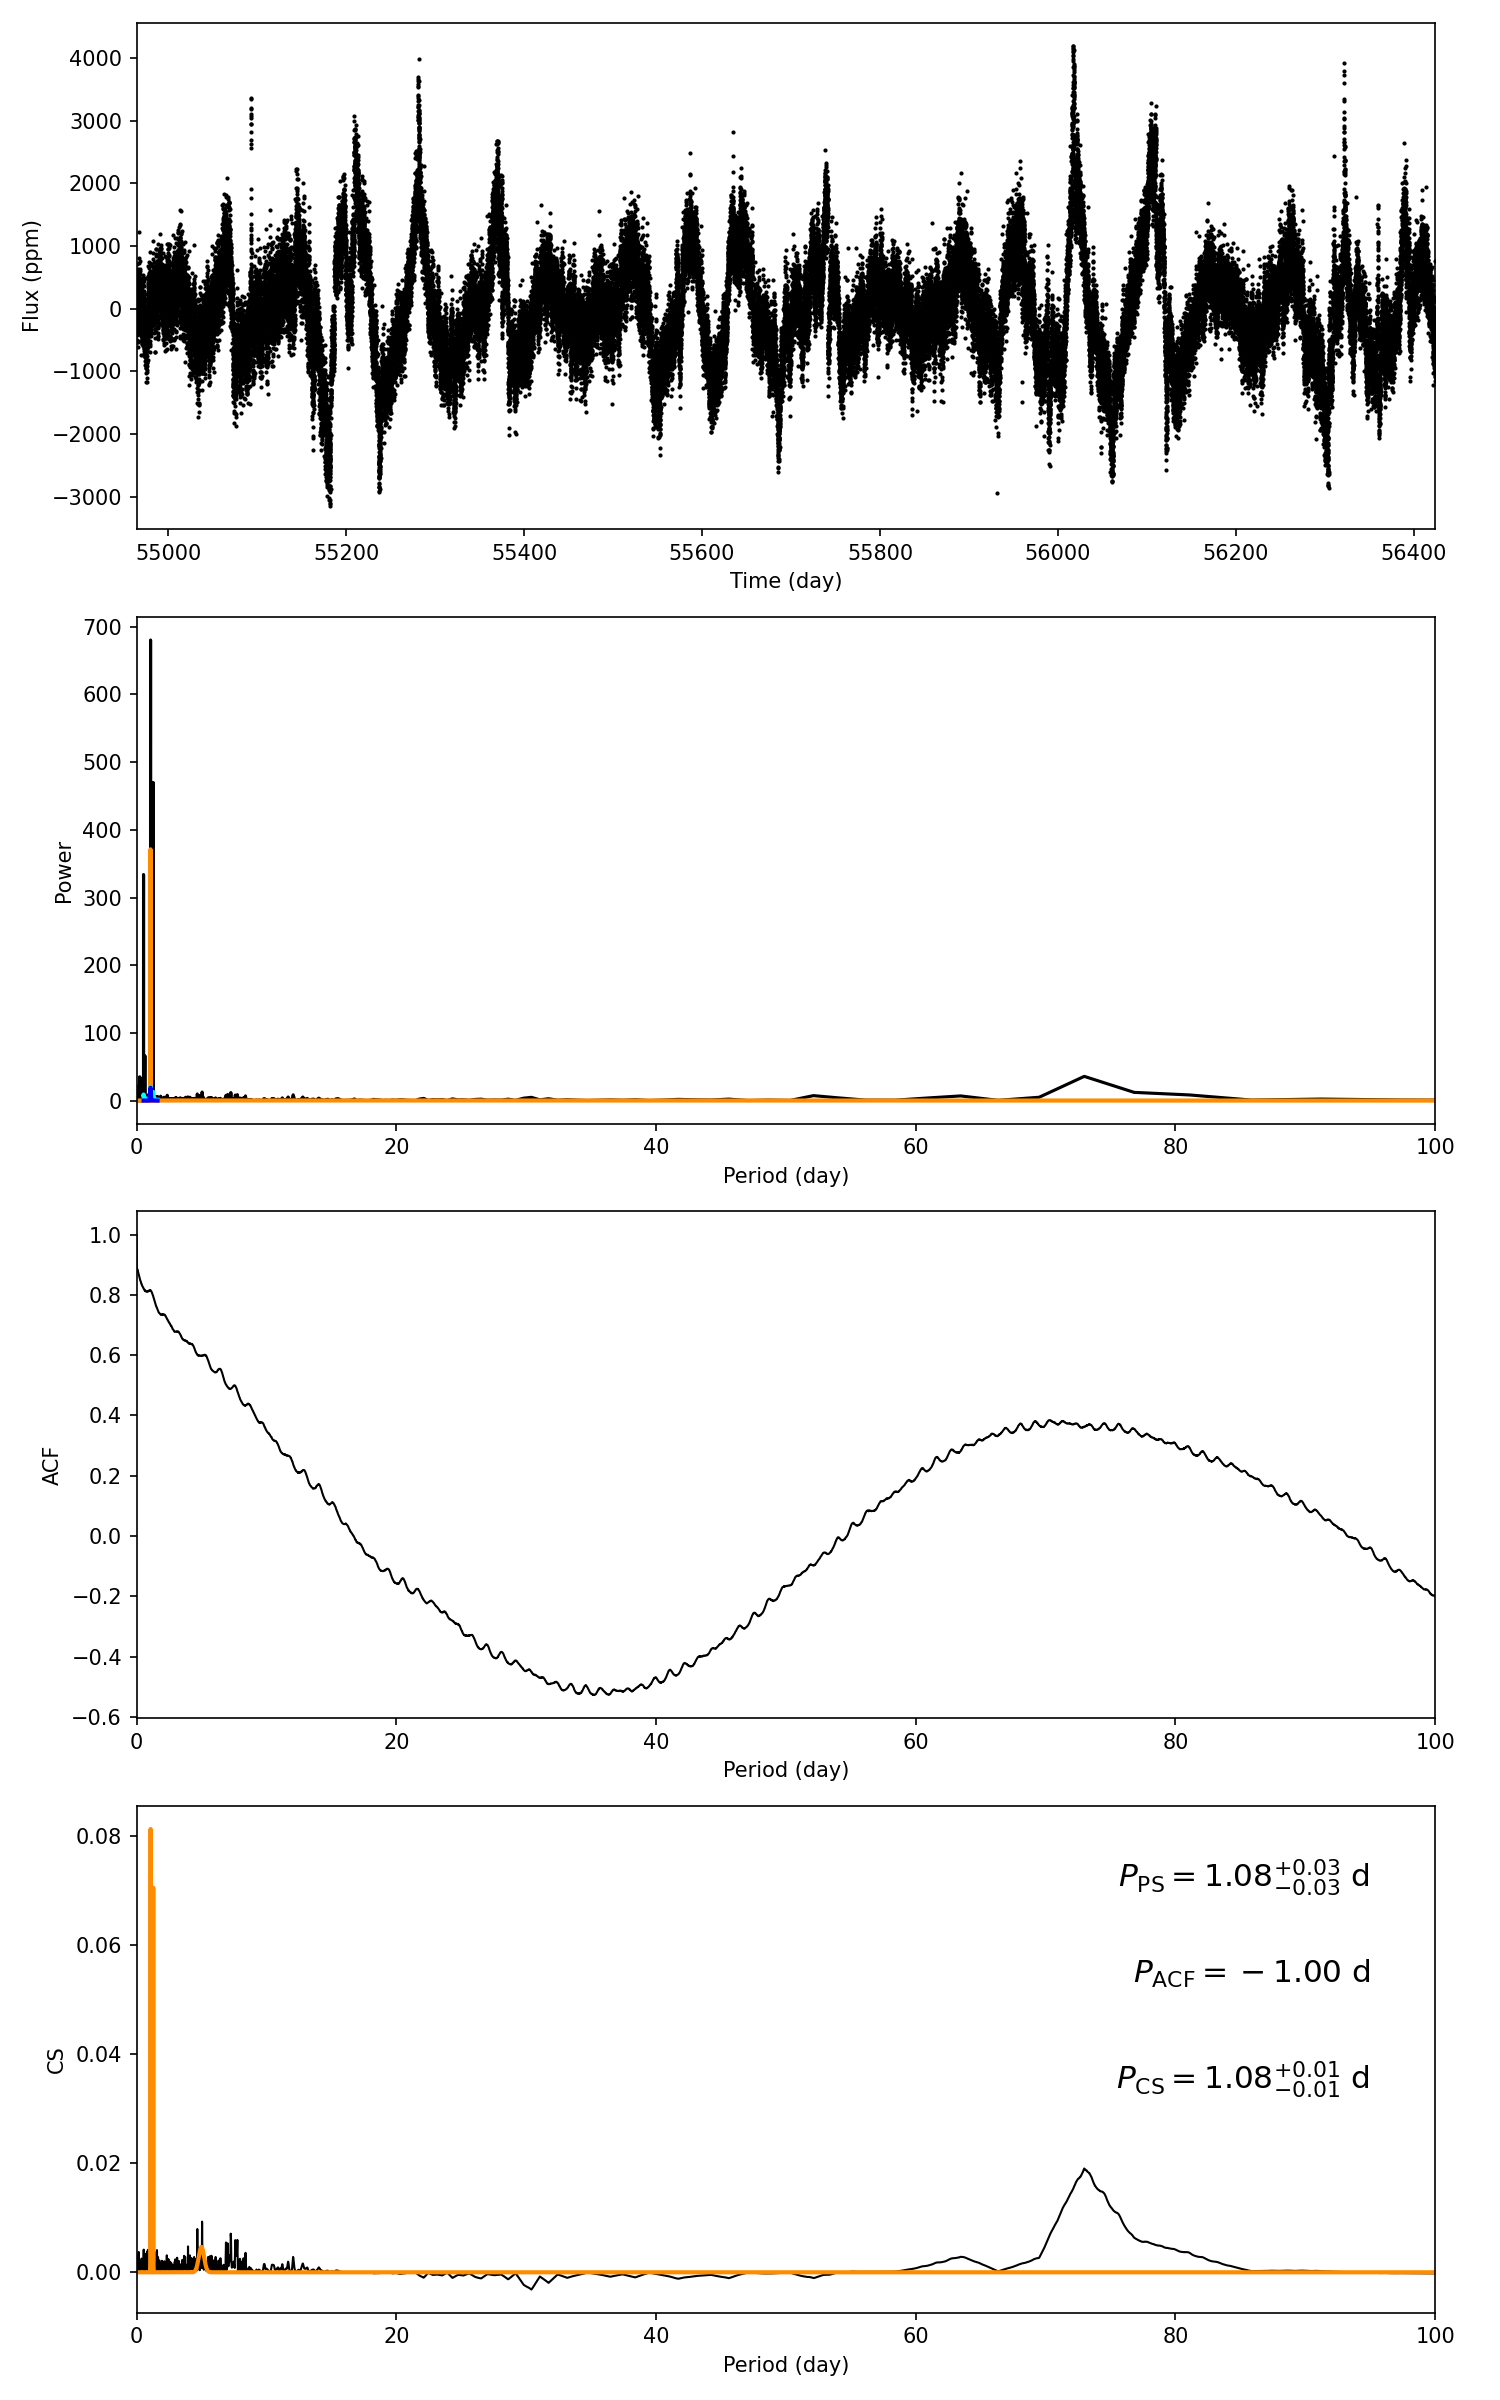 4000
3000
2000
1000
0
−1000
−2000
−3000
Flux (ppm)
55000 55200 55400 55600 55800 56000 56200 56400
Time (day)
700
600
500
400
300
200
100
0
Power
0 20 40 60 80 100
Period (day)
1.0
0.8
0.6
0.4
0.2
0.0
−0.2
−0.4
−0.6
ACF
0 20 40 60 80 100
Period (day)
0.08
0.06
0.04
0.02
0.00
CS
P_PS = 1.08^{+0.03}_{−0.03} d
P_ACF = −1.00 d
P_CS = 1.08^{+0.01}_{−0.01} d
0 20 40 60 80 100
Period (day)